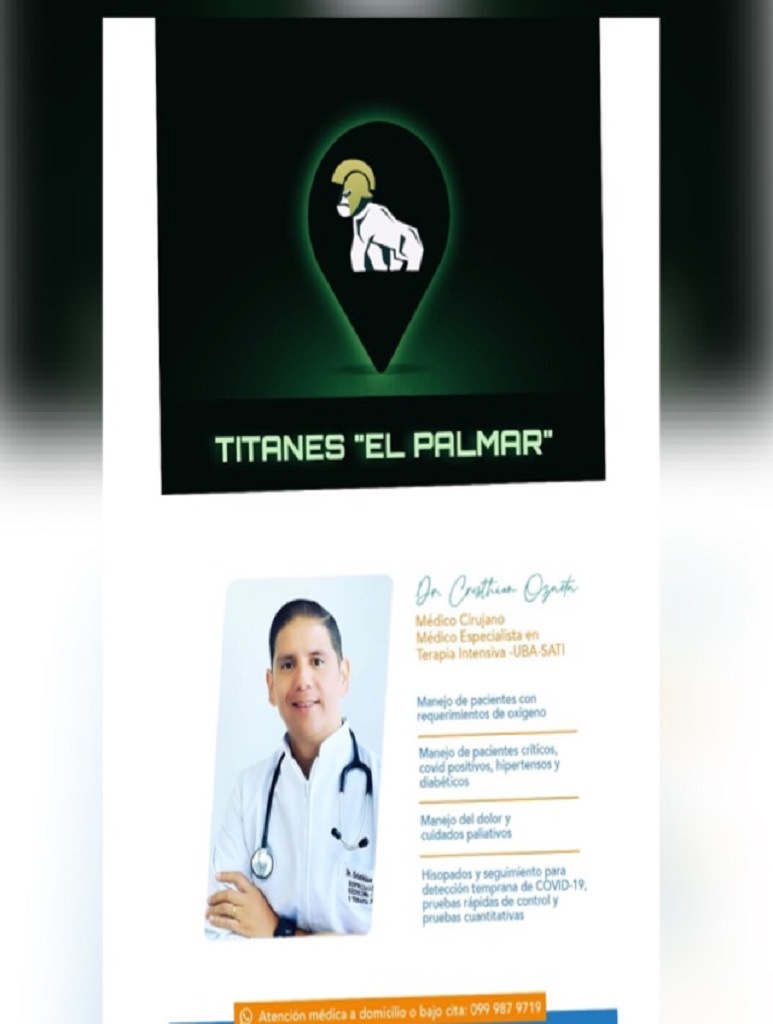 TITANES "EL PALMAR"
Dr. Cristhian Ozaeta
Médico Cirujano
Médico Especialista en
Terapia Intensiva -UBA-SATI
Manejo de pacientes con
requerimientos de oxigeno
Manejo de pacientes críticos,
covid positivos, hipertensos y
diabéticos
Manejo del dolor y
cuidados paliativos
Hisopados y seguimiento para
detección temprana de COVID-19,
pruebas rápidas de control y
pruebas cuantitativas
Atención médica a domicilio o bajo cita: 099 987 9719